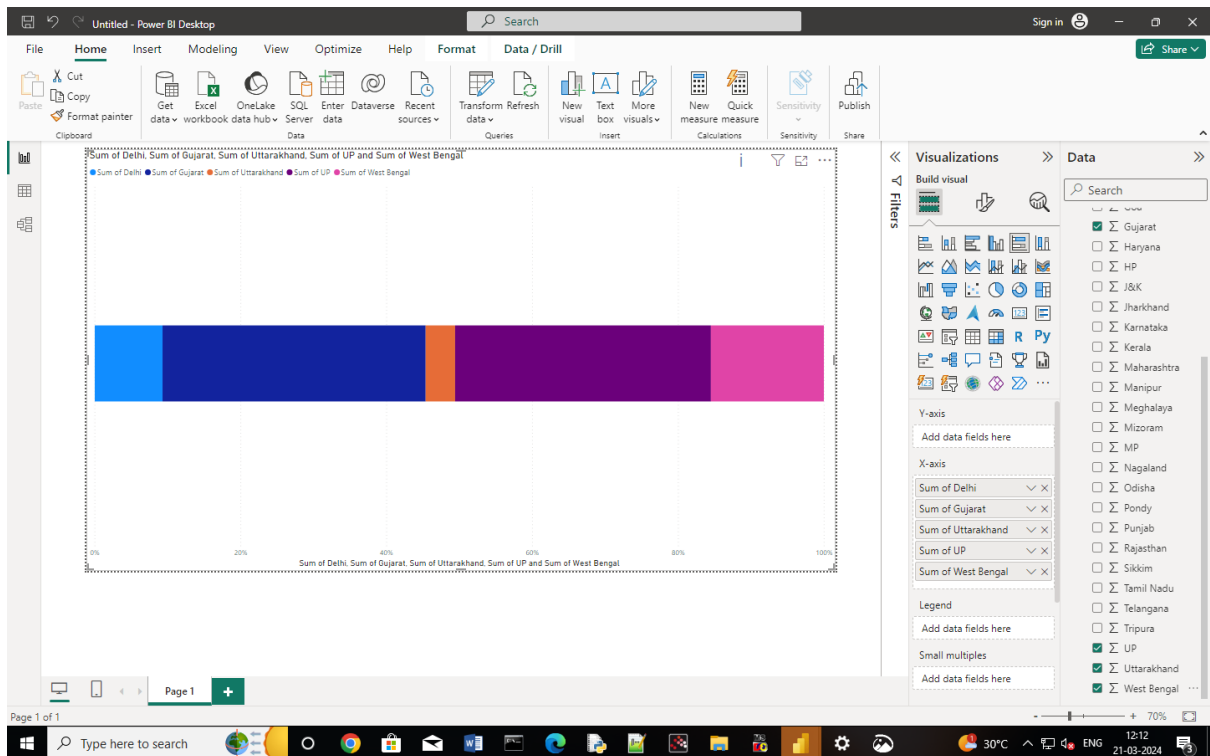 Untitled - Power BI Desktop
Search
Sign in
File Home Insert Modeling View Optimize Help Format Data / Drill
Share
Paste
Cut
Copy
Format painter
Get data
Excel workbook
OneLake data hub
SQL Server
Enter data
Dataverse
Recent sources
Transform data
Refresh
New visual
Text box
More visuals
New measure
Quick measure
Sensitivity
Publish
Clipboard
Data
Queries
Insert
Calculations
Sensitivity
Share
Sum of Delhi, Sum of Gujarat, Sum of Uttarakhand, Sum of UP and Sum of West Bengal
Sum of Delhi Sum of Gujarat Sum of Uttarakhand Sum of UP Sum of West Bengal
0% 20% 40% 60% 80% 100%
Sum of Delhi, Sum of Gujarat, Sum of Uttarakhand, Sum of UP and Sum of West Bengal
Filters
Visualizations
Build visual
R Py
123
Y-axis
Add data fields here
X-axis
Sum of Delhi
Sum of Gujarat
Sum of Uttarakhand
Sum of UP
Sum of West Bengal
Legend
Add data fields here
Small multiples
Add data fields here
Data
Search
Gujarat
Haryana
HP
J&K
Jharkhand
Karnataka
Kerala
Maharashtra
Manipur
Meghalaya
Mizoram
MP
Nagaland
Odisha
Pondy
Punjab
Rajasthan
Sikkim
Tamil Nadu
Telangana
Tripura
UP
Uttarakhand
West Bengal
Page 1
Page 1 of 1
70%
Type here to search
30°C
ENG
12:12
21-03-2024